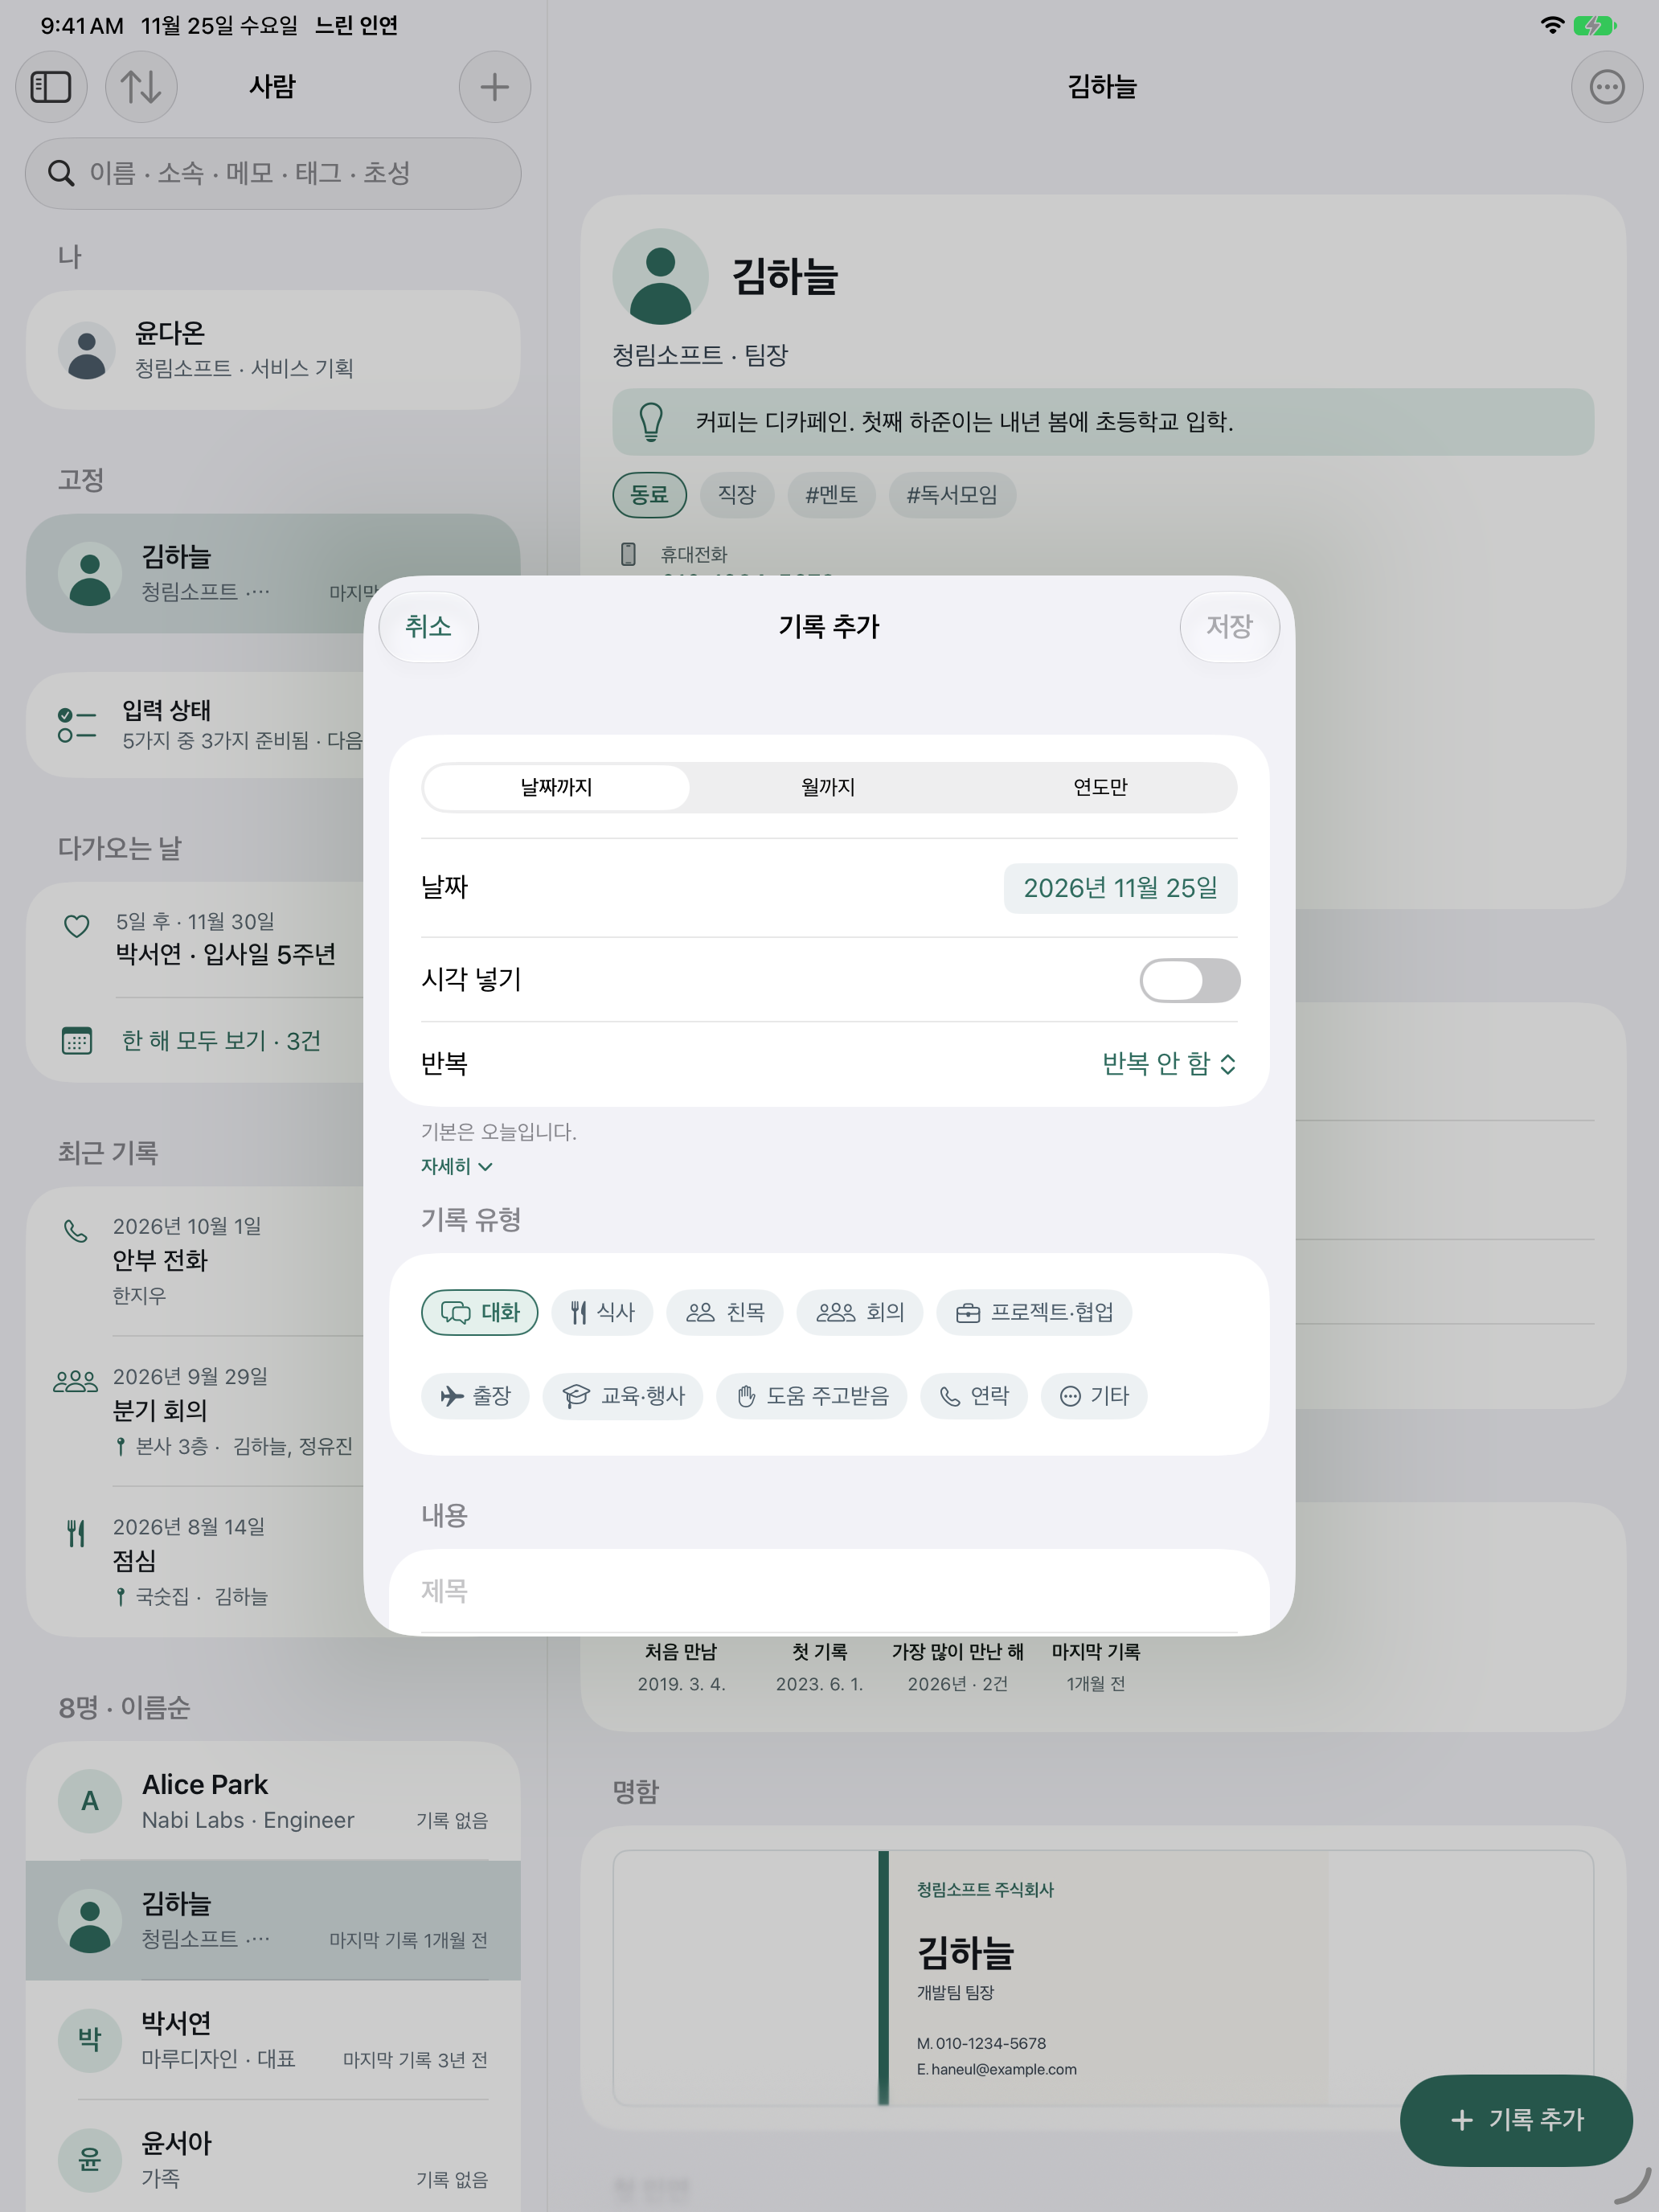 9:41 AM 11월 25일 수요일 느린 인연
사람
이름 · 소속 · 메모 · 태그 · 초성
나
윤다온
청림소프트 · 서비스 기획
고정
김하늘
청림소프트 ·…
마지막
입력 상태
5가지 중 3가지 준비됨 · 다음
다가오는 날
5일 후 · 11월 30일
박서연 · 입사일 5주년
한 해 모두 보기 · 3건
최근 기록
2026년 10월 1일
안부 전화
한지우
2026년 9월 29일
분기 회의
본사 3층 · 김하늘, 정유진
2026년 8월 14일
점심
국숫집 · 김하늘
8명 · 이름순
A
Alice Park
Nabi Labs · Engineer
기록 없음
김하늘
청림소프트 ·…
마지막 기록 1개월 전
박
박서연
마루디자인 · 대표
마지막 기록 3년 전
윤
윤서아
가족
기록 없음
김하늘
김하늘
청림소프트 · 팀장
커피는 디카페인. 첫째 하준이는 내년 봄에 초등학교 입학.
동료 직장 #멘토 #독서모임
휴대전화
취소
기록 추가
저장
날짜까지 월까지 연도만
날짜 2026년 11월 25일
시각 넣기
반복 반복 안 함
기본은 오늘입니다.
자세히
기록 유형
대화 식사 친목 회의 프로젝트·협업
출장 교육·행사 도움 주고받음 연락 기타
내용
제목
처음 만남 첫 기록 가장 많이 만난 해 마지막 기록
2019. 3. 4. 2023. 6. 1. 2026년 · 2건 1개월 전
명함
청림소프트 주식회사
김하늘
개발팀 팀장
M. 010-1234-5678
E. haneul@example.com
기록 추가